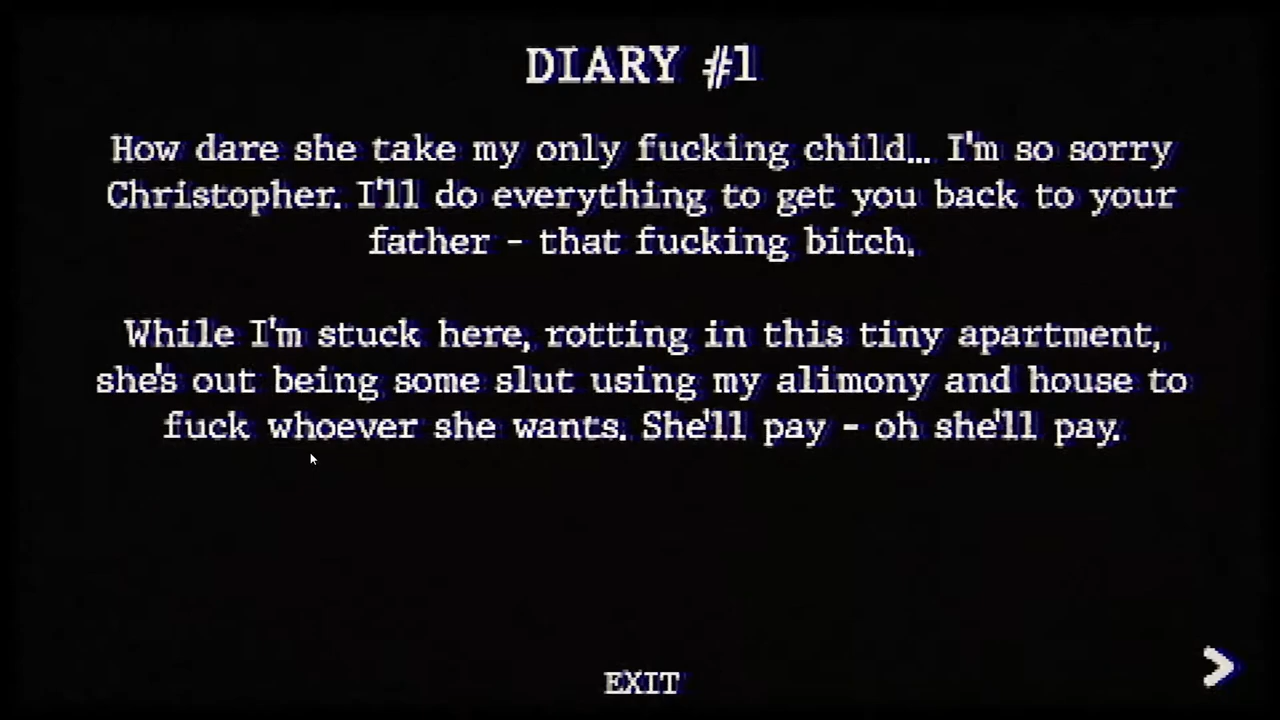 DIARY #1
How dare she take my only fucking child... I'm so sorry
Christopher. I'll do everything to get you back to your
father - that fucking bitch.
While I'm stuck here, rotting in this tiny apartment,
she's out being some slut using my alimony and house to
fuck whoever she wants. She'll pay - oh she'll pay.
EXIT
>